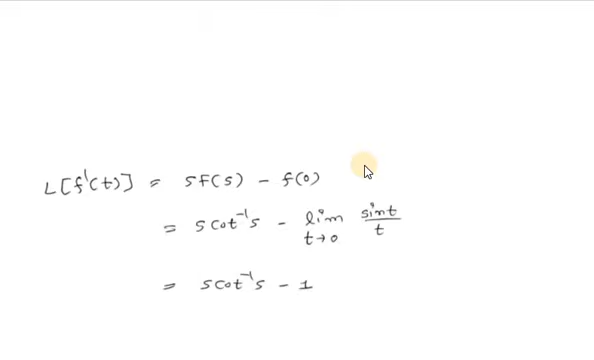 L[f'(t)] = sF(s) - f(0)
= s cot⁻¹s - lim t→0 sint/t
= s cot⁻¹s - 1